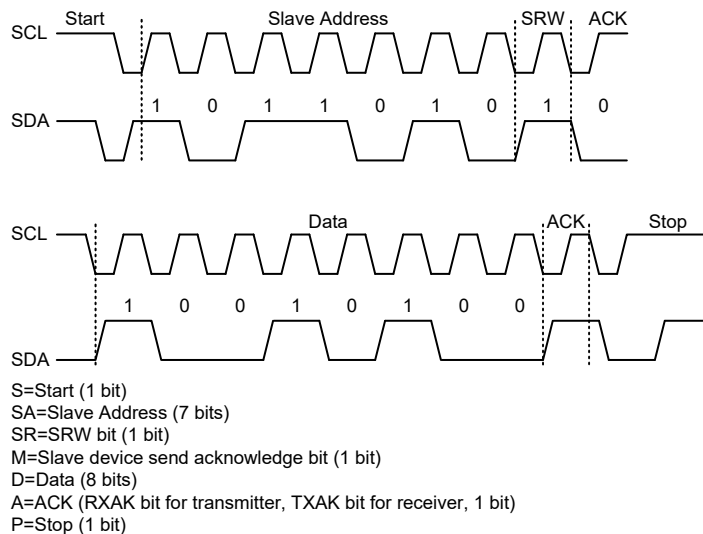 Start Slave Address SRW ACK
SCL
1 0 1 1 0 1 0 1 0
SDA
SCL Data ACK Stop
1 0 0 1 0 1 0 0
SDA
S=Start (1 bit)
SA=Slave Address (7 bits)
SR=SRW bit (1 bit)
M=Slave device send acknowledge bit (1 bit)
D=Data (8 bits)
A=ACK (RXAK bit for transmitter, TXAK bit for receiver, 1 bit)
P=Stop (1 bit)